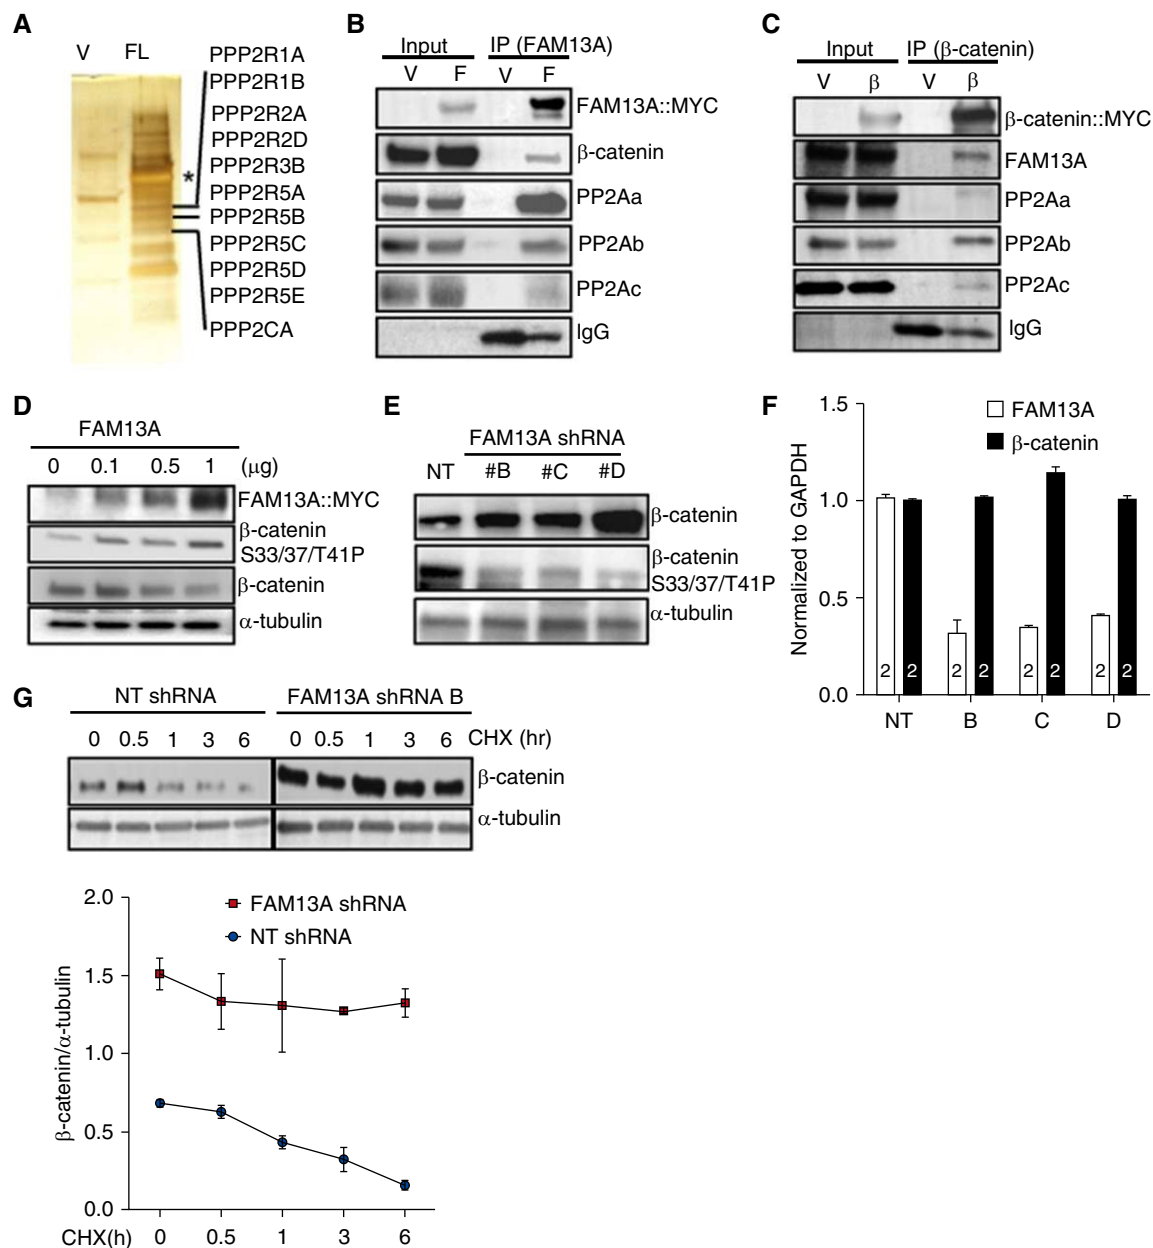 A
V FL
*
PPP2R1A
PPP2R1B
PPP2R2A
PPP2R2D
PPP2R3B
PPP2R5A
PPP2R5B
PPP2R5C
PPP2R5D
PPP2R5E
PPP2CA
B
Input IP (FAM13A)
V F V F
FAM13A::MYC
β-catenin
PP2Aa
PP2Ab
PP2Ac
IgG
C
Input IP (β-catenin)
V β V β
β-catenin::MYC
FAM13A
PP2Aa
PP2Ab
PP2Ac
IgG
D
FAM13A
0 0.1 0.5 1 (μg)
FAM13A::MYC
β-catenin
S33/37/T41P
β-catenin
α-tubulin
E
FAM13A shRNA
NT #B #C #D
β-catenin
β-catenin
S33/37/T41P
α-tubulin
F
FAM13A
β-catenin
Normalized to GAPDH
1.5
1.0
0.5
0.0
2 2 2 2 2 2 2 2
NT B C D
G
NT shRNA FAM13A shRNA B
0 0.5 1 3 6 0 0.5 1 3 6 CHX (hr)
β-catenin
α-tubulin
FAM13A shRNA
NT shRNA
β-catenin/α-tubulin
2.0
1.5
1.0
0.5
0.0
CHX(h) 0 0.5 1 3 6